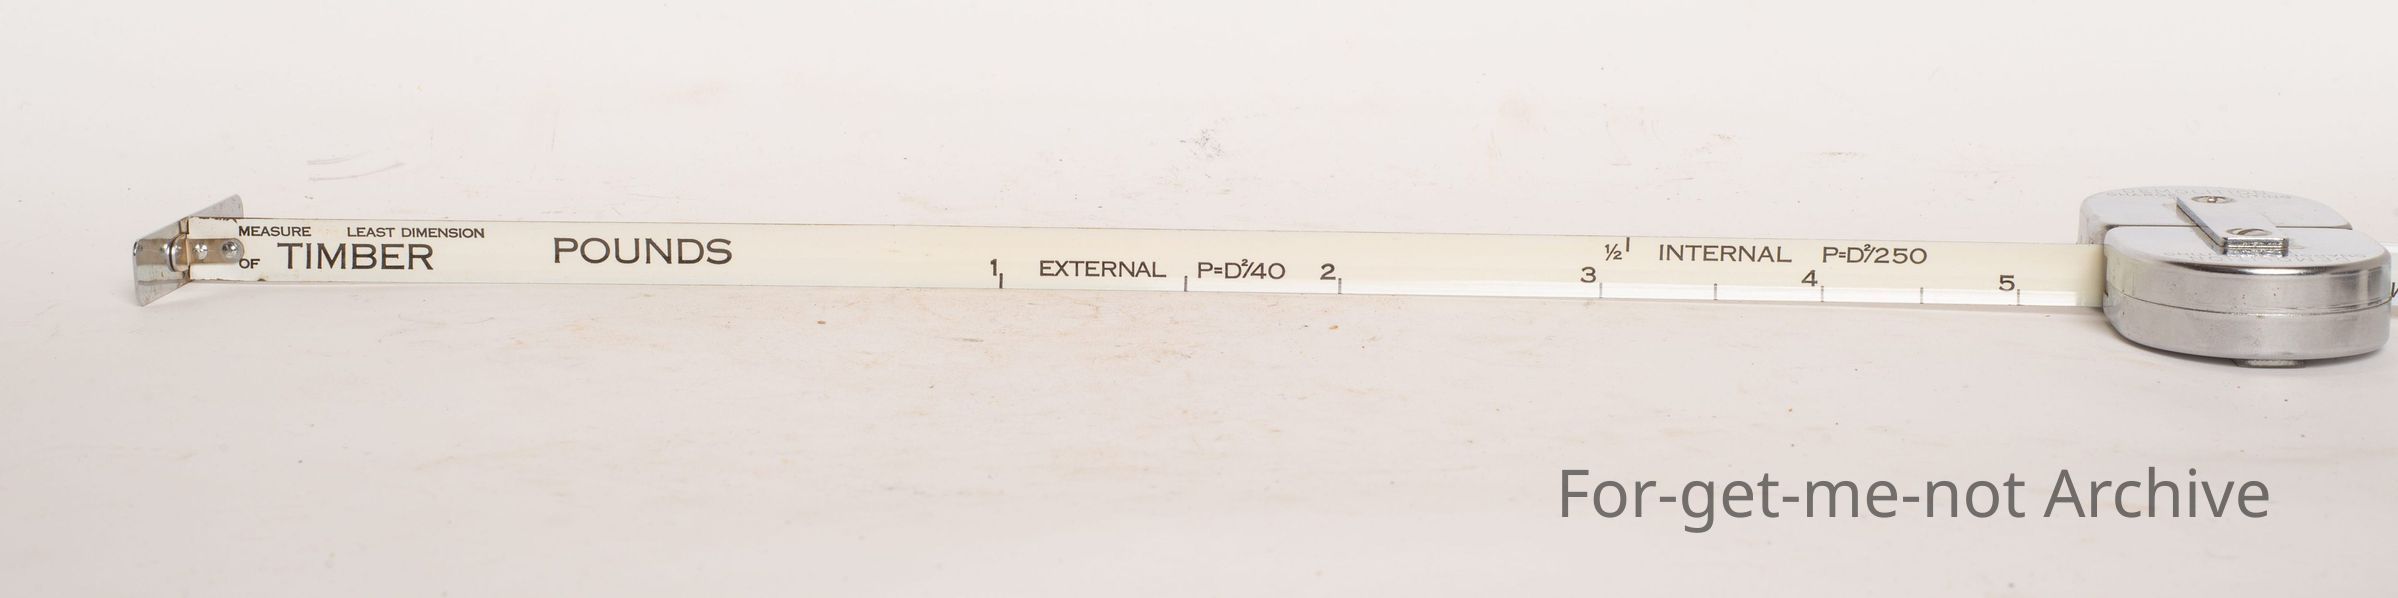 MEASURE LEAST DIMENSION
OF TIMBER POUNDS
1 EXTERNAL P=D²/40 2 3 ½ INTERNAL P=D²/250 4 5
For-get-me-not Archive